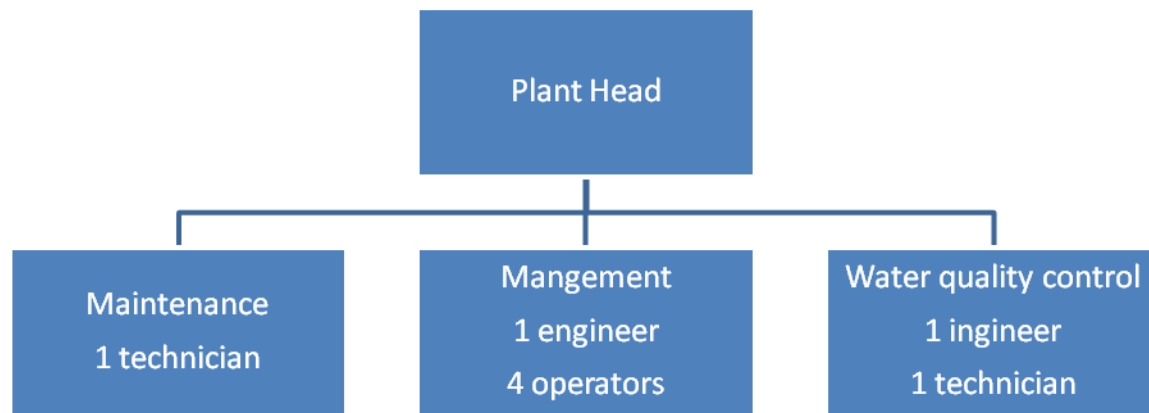 Plant Head
Maintenance
1 technician
Mangement
1 engineer
4 operators
Water quality control
1 ingineer
1 technician